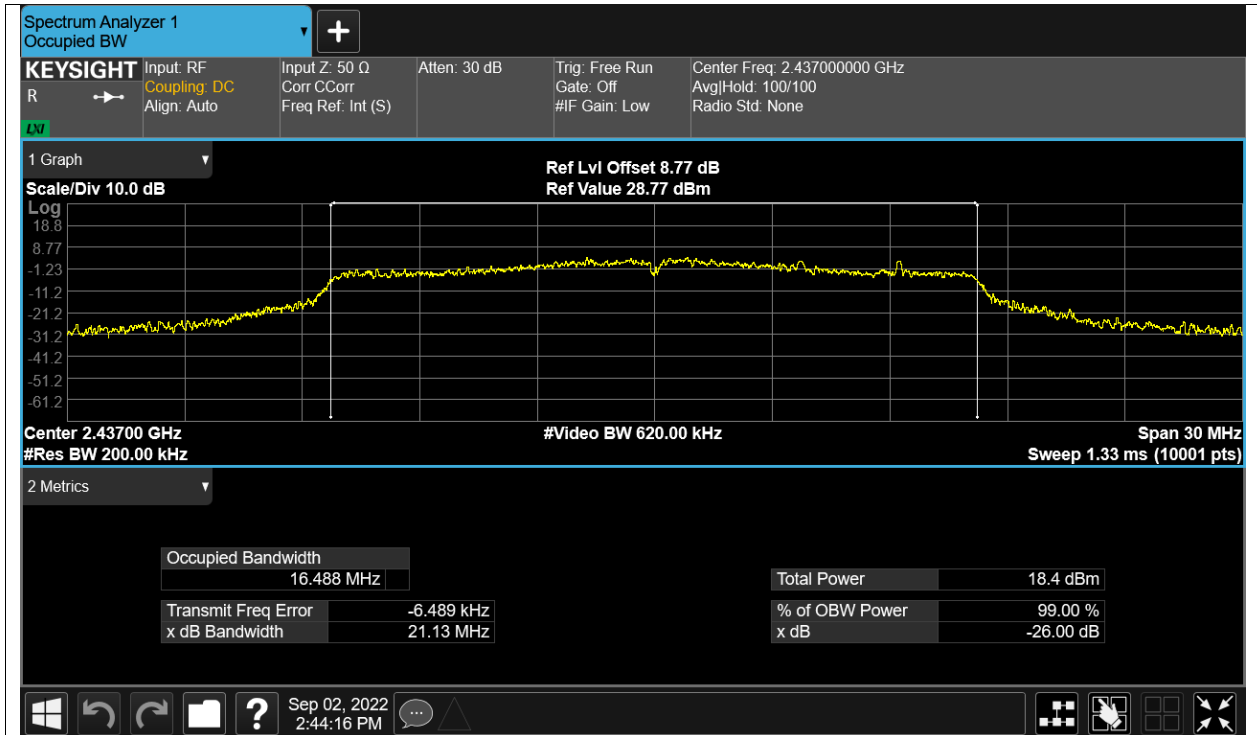 Spectrum Analyzer 1
Occupied BW
KEYSIGHT
R
LXI
Input: RF
Coupling: DC
Align: Auto
Input Z: 50 Ω
Corr CCorr
Freq Ref: Int (S)
Atten: 30 dB
Trig: Free Run
Gate: Off
#IF Gain: Low
Center Freq: 2.437000000 GHz
Avg|Hold: 100/100
Radio Std: None
1 Graph
Scale/Div 10.0 dB
Ref Lvl Offset 8.77 dB
Ref Value 28.77 dBm
Log
18.8
8.77
-1.23
-11.2
-21.2
-31.2
-41.2
-51.2
-61.2
Center 2.43700 GHz
#Res BW 200.00 kHz
#Video BW 620.00 kHz
Span 30 MHz
Sweep 1.33 ms (10001 pts)
2 Metrics
Occupied Bandwidth
16.488 MHz
Transmit Freq Error -6.489 kHz
x dB Bandwidth 21.13 MHz
Total Power 18.4 dBm
% of OBW Power 99.00 %
x dB -26.00 dB
?
Sep 02, 2022
2:44:16 PM